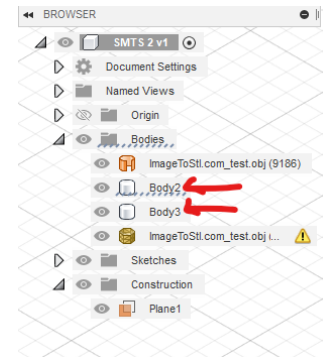 BROWSER
SMTS 2 v1
Document Settings
Named Views
Origin
Bodies
ImageToStl.com_test.obj (9186)
Body2
Body3
ImageToStl.com_test.obj (...
Sketches
Construction
Plane1